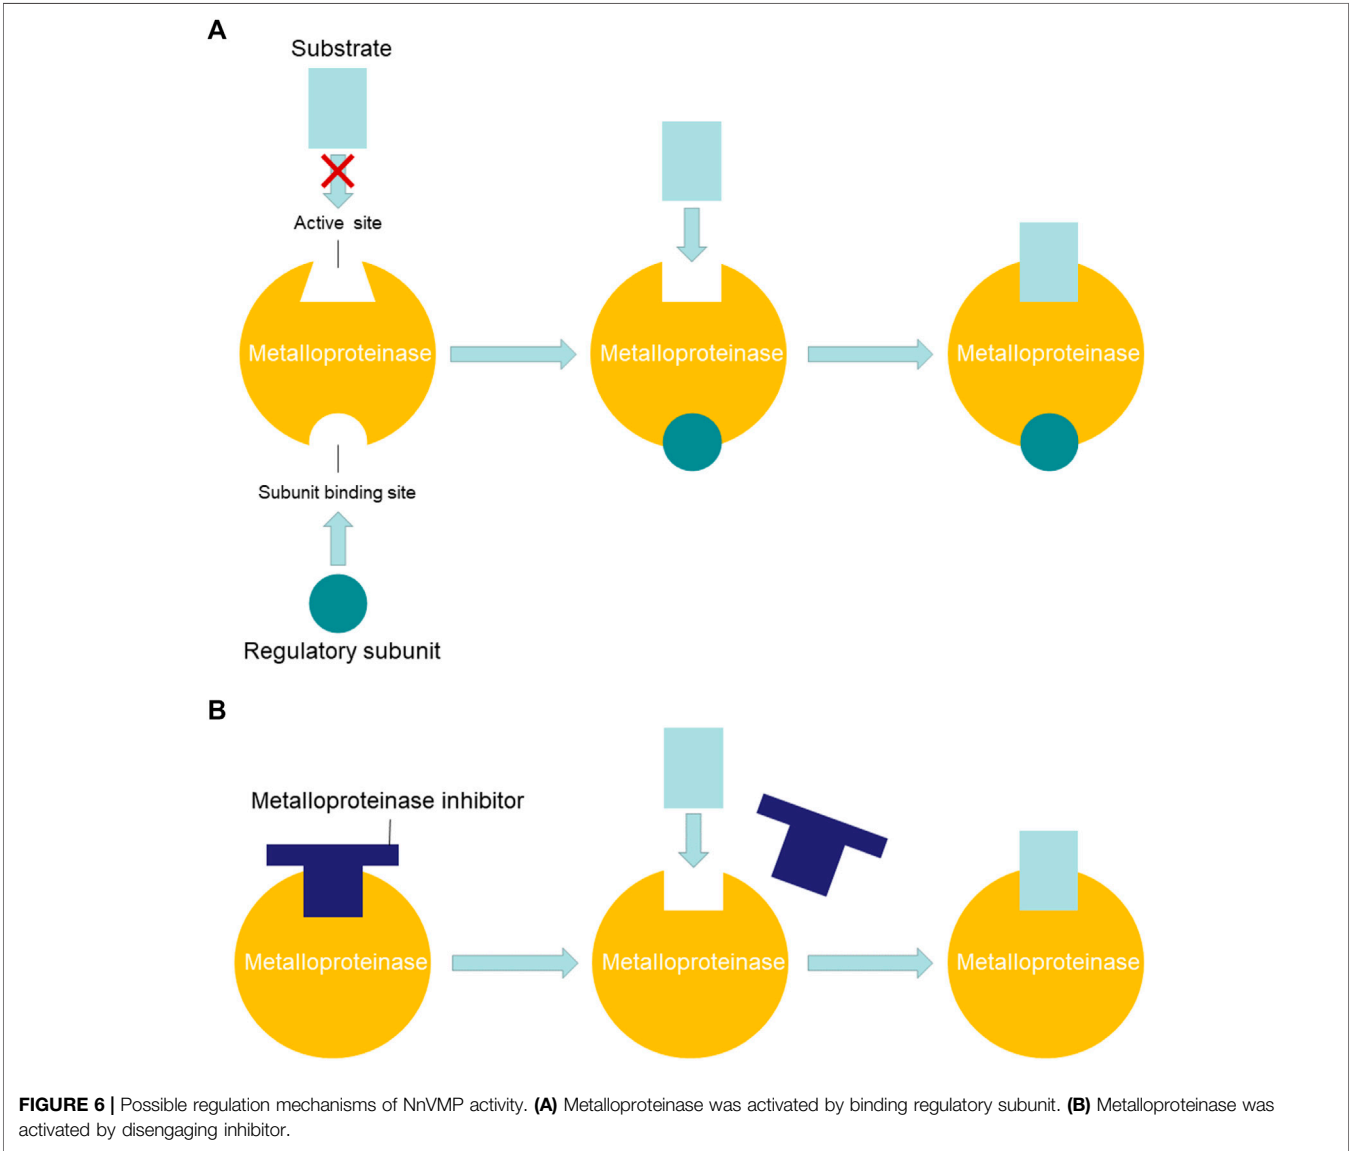 A
Substrate
Active site
Metalloproteinase
Metalloproteinase
Metalloproteinase
Subunit binding site
Regulatory subunit
B
Metalloproteinase inhibitor
Metalloproteinase
Metalloproteinase
Metalloproteinase
FIGURE 6 | Possible regulation mechanisms of NnVMP activity. (A) Metalloproteinase was activated by binding regulatory subunit. (B) Metalloproteinase was
activated by disengaging inhibitor.